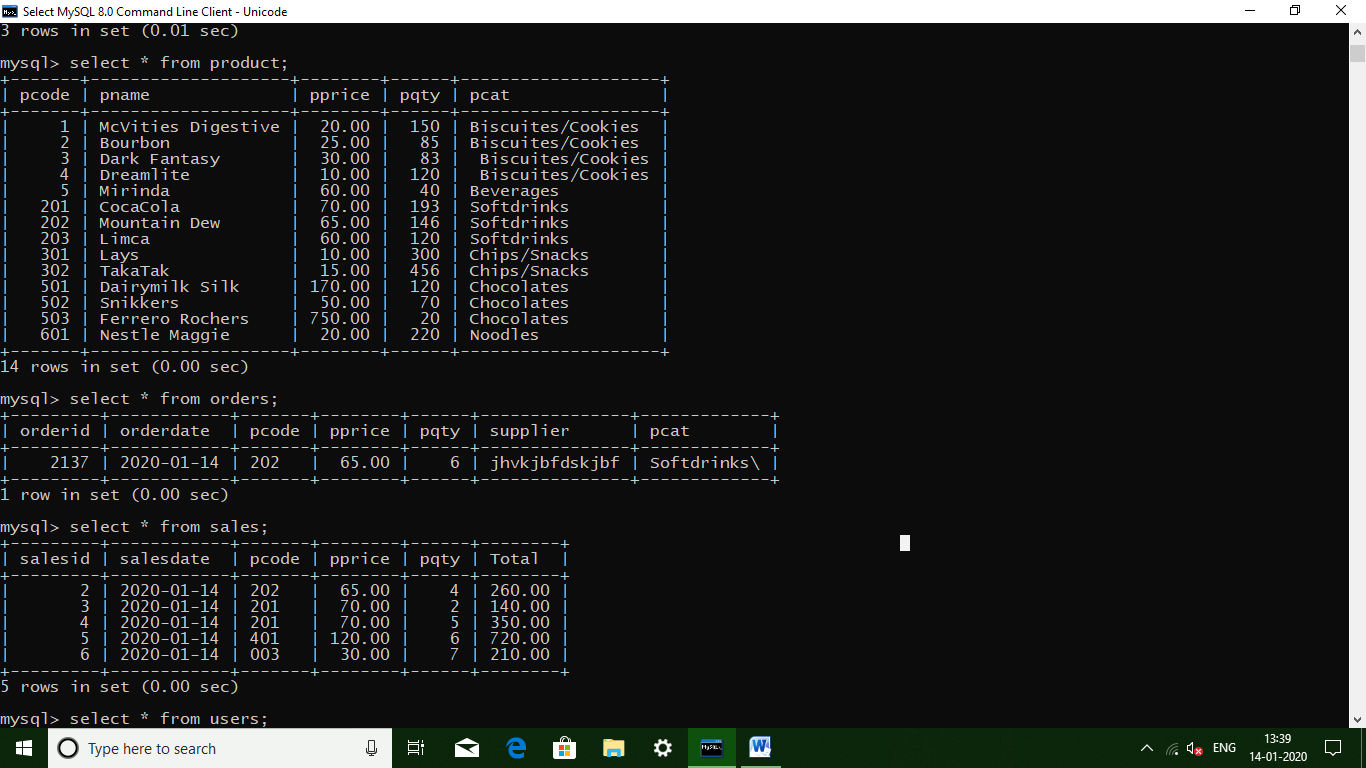 Select MySQL 8.0 Command Line Client - Unicode
3 rows in set (0.01 sec)
mysql> select * from product;
+-------+--------------------+--------+------+--------------------+
| pcode | pname              | pprice | pqty | pcat               |
+-------+--------------------+--------+------+--------------------+
|     1 | McVities Digestive |  20.00 |  150 | Biscuites/Cookies  |
|     2 | Bourbon            |  25.00 |   85 | Biscuites/Cookies  |
|     3 | Dark Fantasy       |  30.00 |   83 |  Biscuites/Cookies |
|     4 | Dreamlite          |  10.00 |  120 |  Biscuites/Cookies |
|     5 | Mirinda            |  60.00 |   40 | Beverages          |
|   201 | CocaCola           |  70.00 |  193 | Softdrinks         |
|   202 | Mountain Dew       |  65.00 |  146 | Softdrinks         |
|   203 | Limca              |  60.00 |  120 | Softdrinks         |
|   301 | Lays               |  10.00 |  300 | Chips/Snacks       |
|   302 | TakaTak            |  15.00 |  456 | Chips/Snacks       |
|   501 | Dairymilk Silk     | 170.00 |  120 | Chocolates         |
|   502 | Snikkers           |  50.00 |   70 | Chocolates         |
|   503 | Ferrero Rochers    | 750.00 |   20 | Chocolates         |
|   601 | Nestle Maggie      |  20.00 |  220 | Noodles            |
+-------+--------------------+--------+------+--------------------+
14 rows in set (0.00 sec)
mysql> select * from orders;
+---------+------------+-------+--------+------+---------------+-------------+
| orderid | orderdate  | pcode | pprice | pqty | supplier      | pcat        |
+---------+------------+-------+--------+------+---------------+-------------+
|    2137 | 2020-01-14 | 202   |  65.00 |    6 | jhvkjbfdskjbf | Softdrinks\ |
+---------+------------+-------+--------+------+---------------+-------------+
1 row in set (0.00 sec)
mysql> select * from sales;
+---------+------------+-------+--------+------+--------+
| salesid | salesdate  | pcode | pprice | pqty | Total  |
+---------+------------+-------+--------+------+--------+
|       2 | 2020-01-14 | 202   |  65.00 |    4 | 260.00 |
|       3 | 2020-01-14 | 201   |  70.00 |    2 | 140.00 |
|       4 | 2020-01-14 | 201   |  70.00 |    5 | 350.00 |
|       5 | 2020-01-14 | 401   | 120.00 |    6 | 720.00 |
|       6 | 2020-01-14 | 003   |  30.00 |    7 | 210.00 |
+---------+------------+-------+--------+------+--------+
5 rows in set (0.00 sec)
mysql> select * from users;
Type here to search
ENG
13:39
14-01-2020